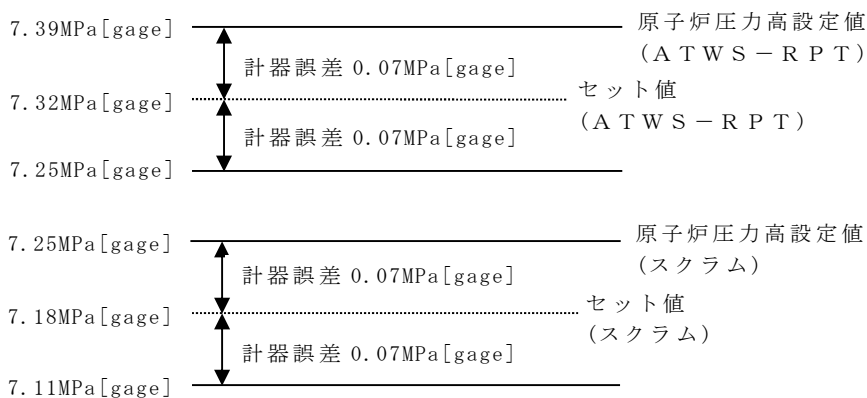 7.39MPa[gage]
原子炉圧力高設定値
(ATWS-RPT)
計器誤差 0.07MPa[gage]
7.32MPa[gage]
セット値
(ATWS-RPT)
計器誤差 0.07MPa[gage]
7.25MPa[gage]
7.25MPa[gage]
原子炉圧力高設定値
(スクラム)
計器誤差 0.07MPa[gage]
7.18MPa[gage]
セット値
(スクラム)
計器誤差 0.07MPa[gage]
7.11MPa[gage]